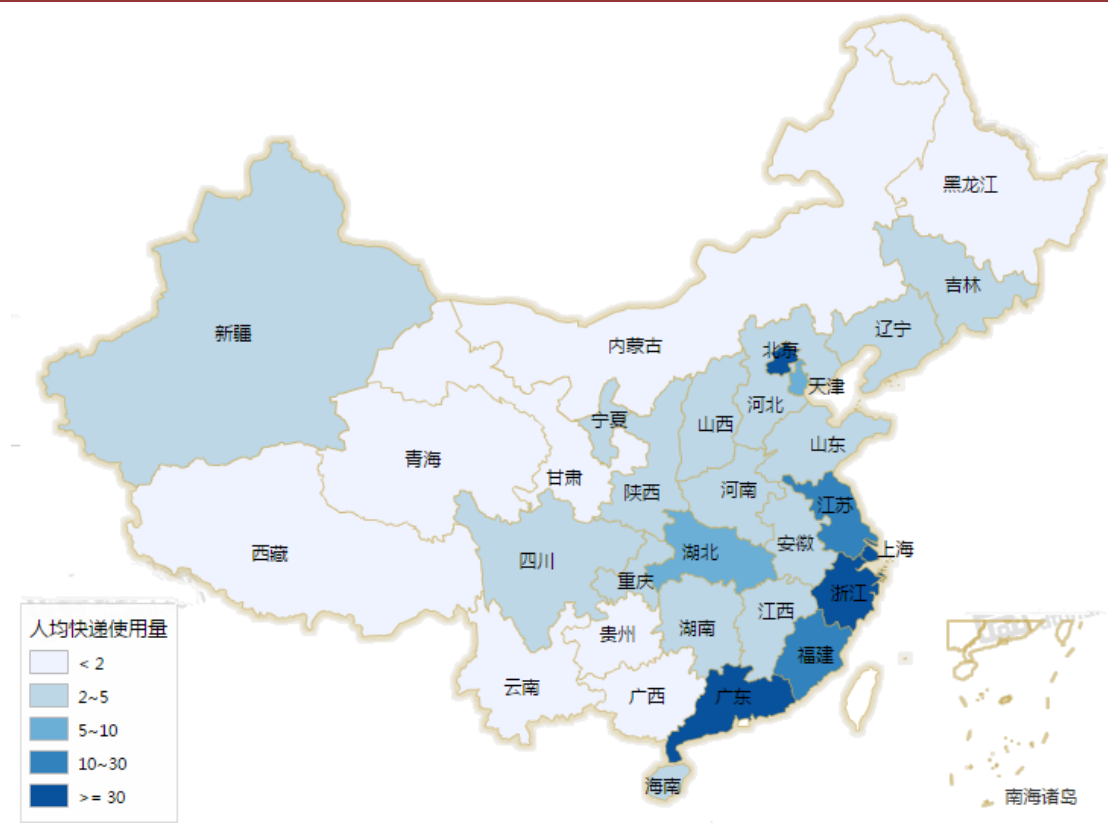 黑龙江
吉林
新疆
辽宁
内蒙古
北京
天津
河北
宁夏
山西
山东
青海
甘肃
陕西
河南
江苏
西藏
四川
湖北
安徽
上海
重庆
浙江
江西
贵州
湖南
福建
云南
广西
广东
海南
南海诸岛
人均快递使用量
< 2
2~5
5~10
10~30
>= 30